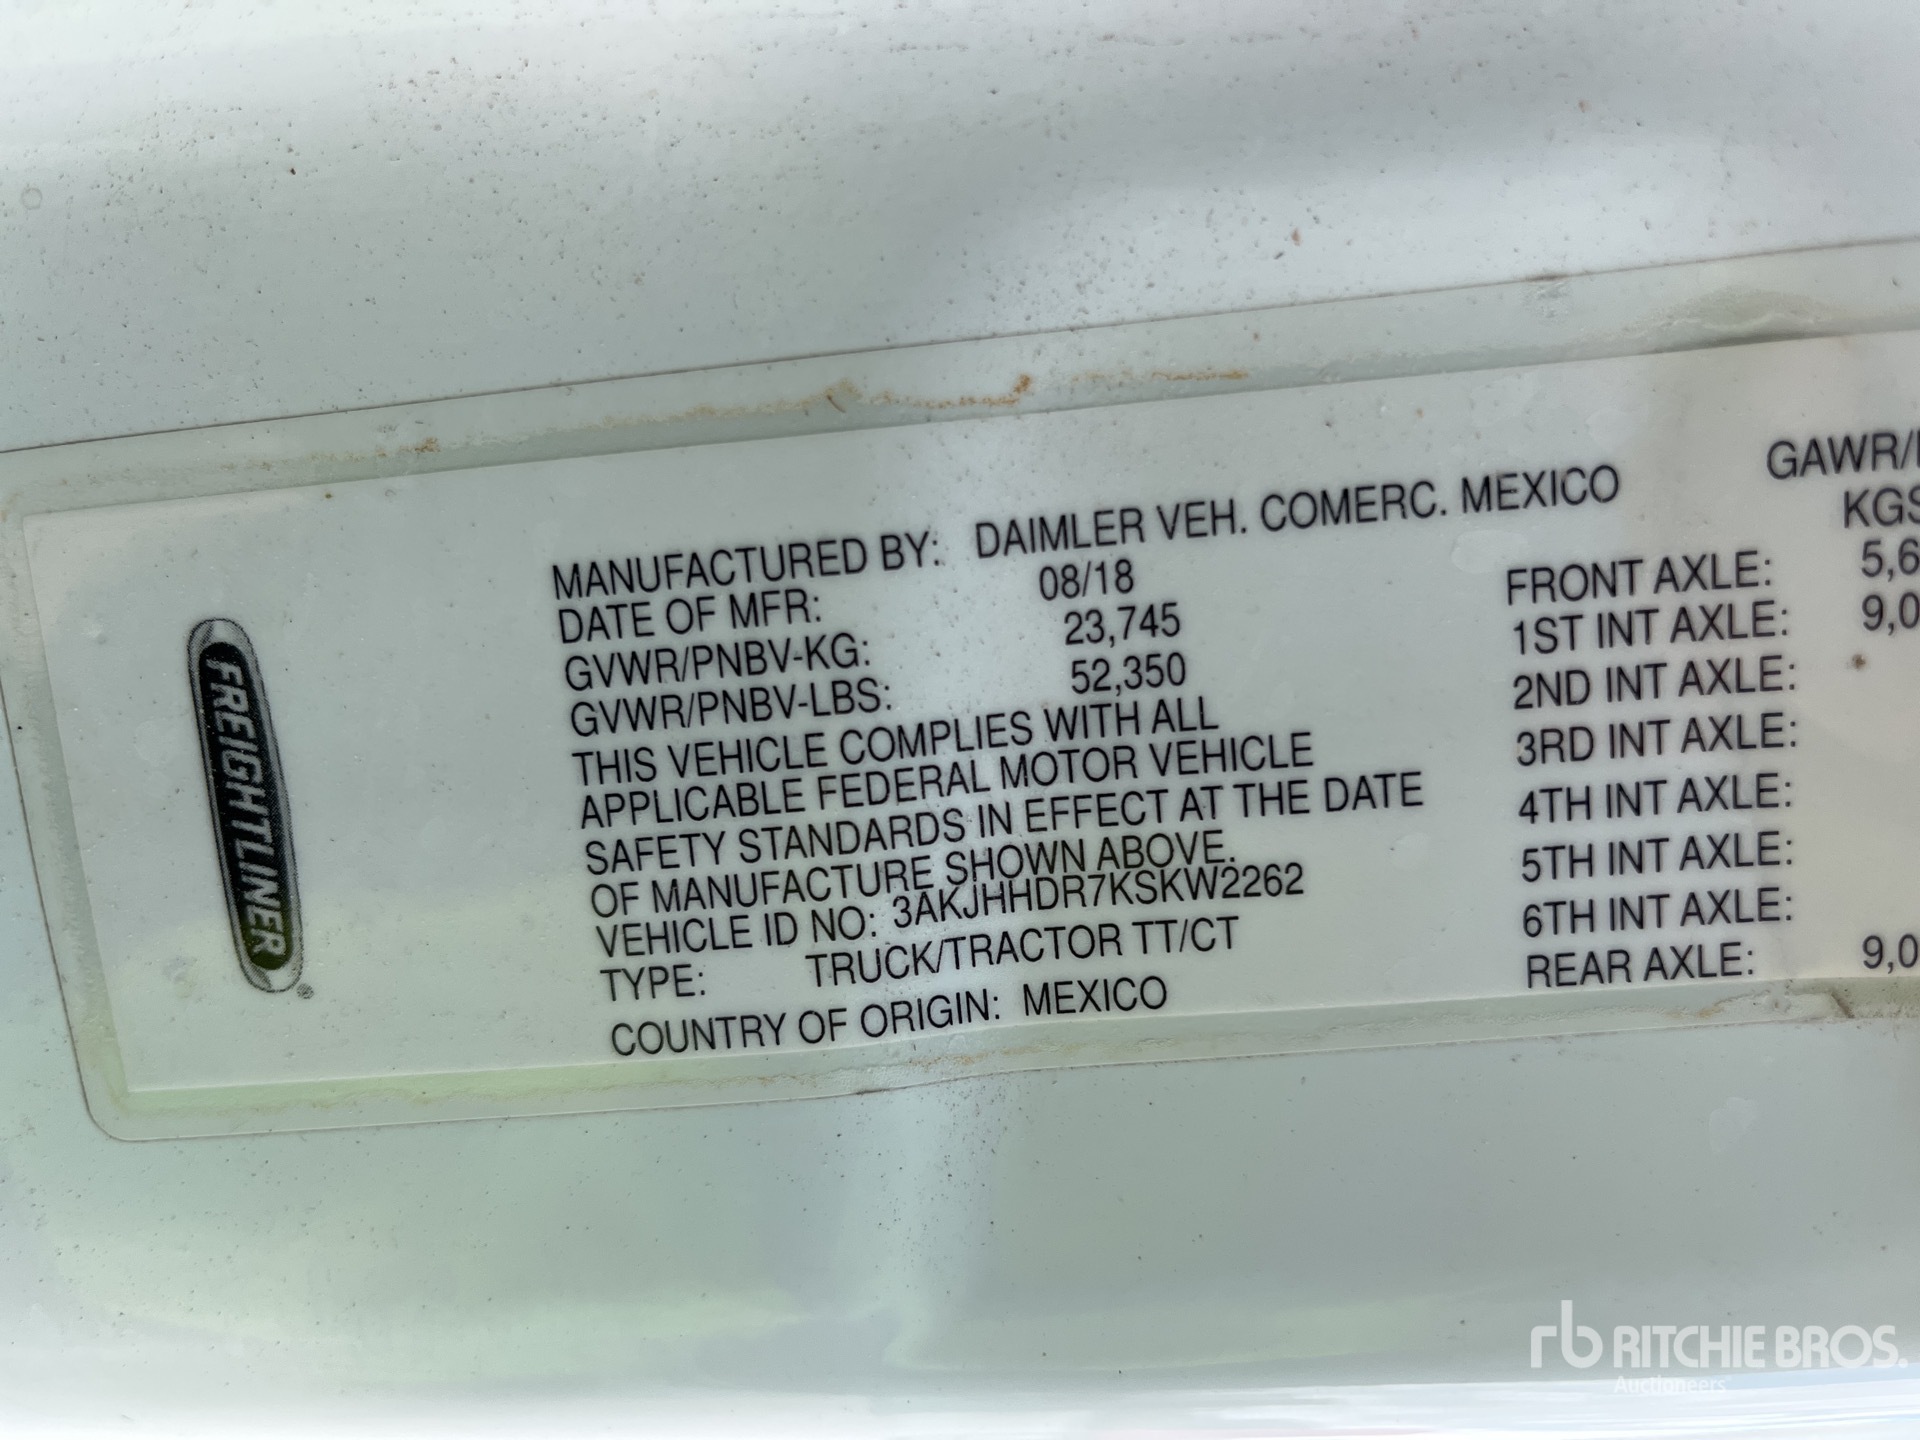 FREIGHTLINER®
MANUFACTURED BY: DAIMLER VEH. COMERC. MEXICO
DATE OF MFR: 08/18
GVWR/PNBV-KG: 23,745
GVWR/PNBV-LBS: 52,350
THIS VEHICLE COMPLIES WITH ALL
APPLICABLE FEDERAL MOTOR VEHICLE
SAFETY STANDARDS IN EFFECT AT THE DATE
OF MANUFACTURE SHOWN ABOVE.
VEHICLE ID NO: 3AKJHHDR7KSKW2262
TYPE: TRUCK/TRACTOR TT/CT
COUNTRY OF ORIGIN: MEXICO
GAWR/
KGS
FRONT AXLE: 5,6
1ST INT AXLE: 9,0
2ND INT AXLE:
3RD INT AXLE:
4TH INT AXLE:
5TH INT AXLE:
6TH INT AXLE:
REAR AXLE: 9,0
rb RITCHIE BROS.
Auctioneers